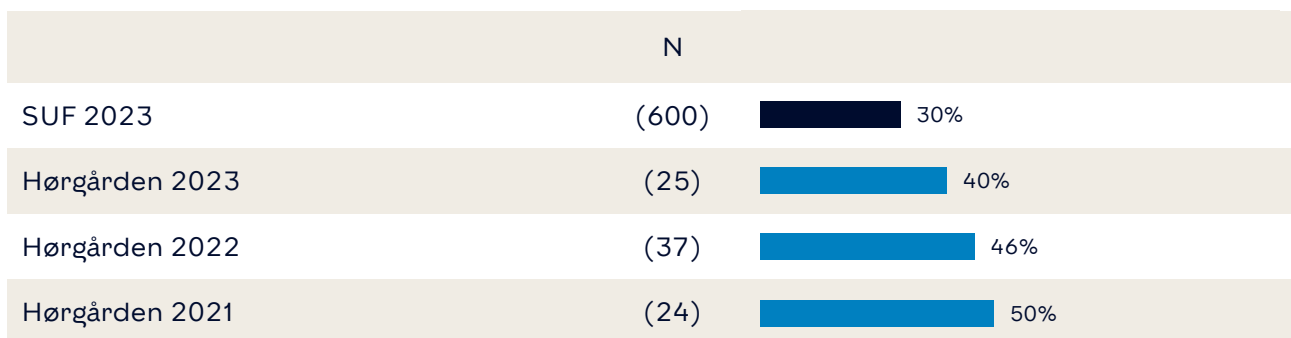 N
SUF 2023 (600) 30%
Hørgården 2023 (25) 40%
Hørgården 2022 (37) 46%
Hørgården 2021 (24) 50%